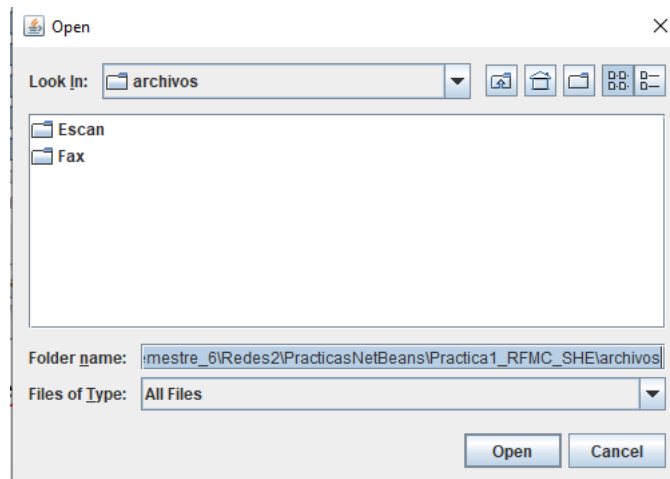 Open
Look In: archivos
Escan
Fax
Folder name: mestre_6\Redes2\PracticasNetBeans\Practica1_RFMC_SHE\archivos
Files of Type: All Files
Open Cancel